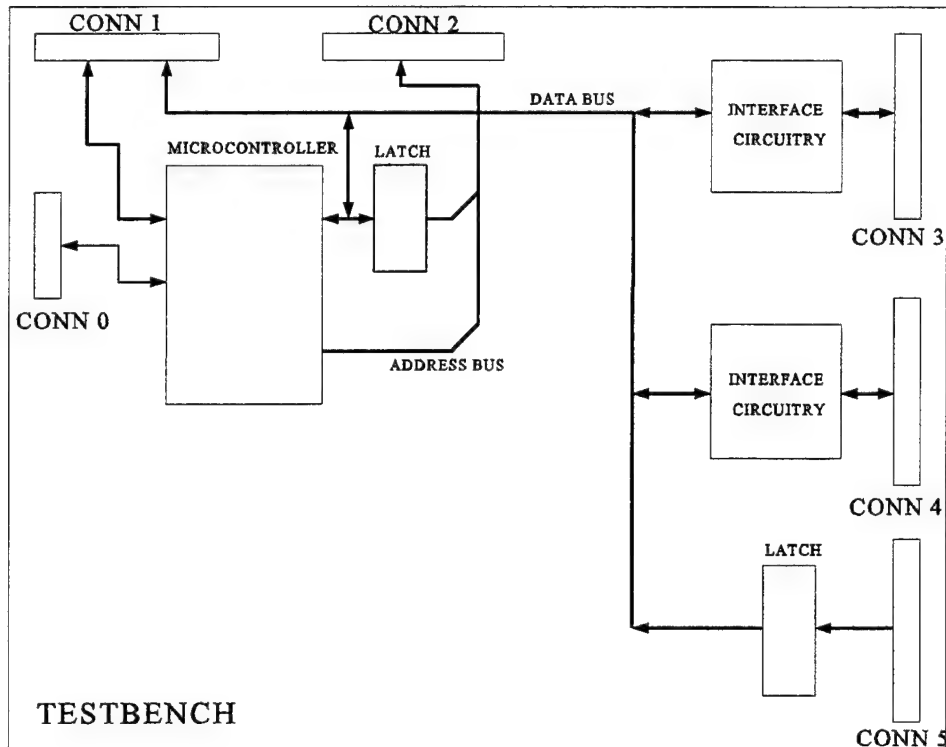 CONN 1
CONN 2
DATA BUS
INTERFACE
CIRCUITRY
MICROCONTROLLER
LATCH
CONN 3
CONN 0
ADDRESS BUS
INTERFACE
CIRCUITRY
CONN 4
LATCH
TESTBENCH
CONN 5